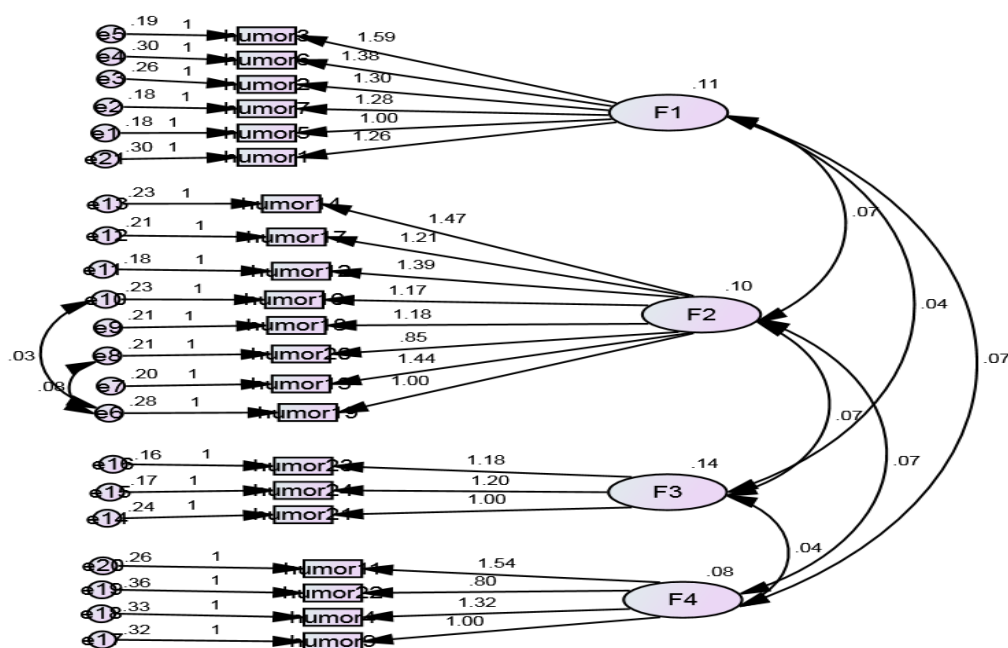 e5 .19 1 humor3 1.59
e4 .30 1 humor6 1.38
e3 .26 1 humor2 1.30
.11
e2 .18 1 humor7 1.28 F1
e1 .18 1 humor5 1.00
e21 .30 1 humor1 1.26
e13 .23 1 humor14 1.47 .07
e12 .21 1 humor17 1.21
e11 .18 1 humor12 1.39
.10 .04
e10 .23 1 1.17 F2
e9 .21 1 humor18 1.18
.03 e8 .21 1 humor20 .85 .07
.08 e7 .20 1 1.44
e6 .28 1 humor19 1.00
.07
e16 .16 1 humor23 1.18 .14 .07
e15 .17 1 humor24 1.20 F3
e14 .24 1 humor21 1.00
.04
e20 .26 1 humor11 1.54 .08
e19 .36 1 humor22 .80 F4
e18 .33 1 humor4 1.32
e17 .32 1 humor9 1.00